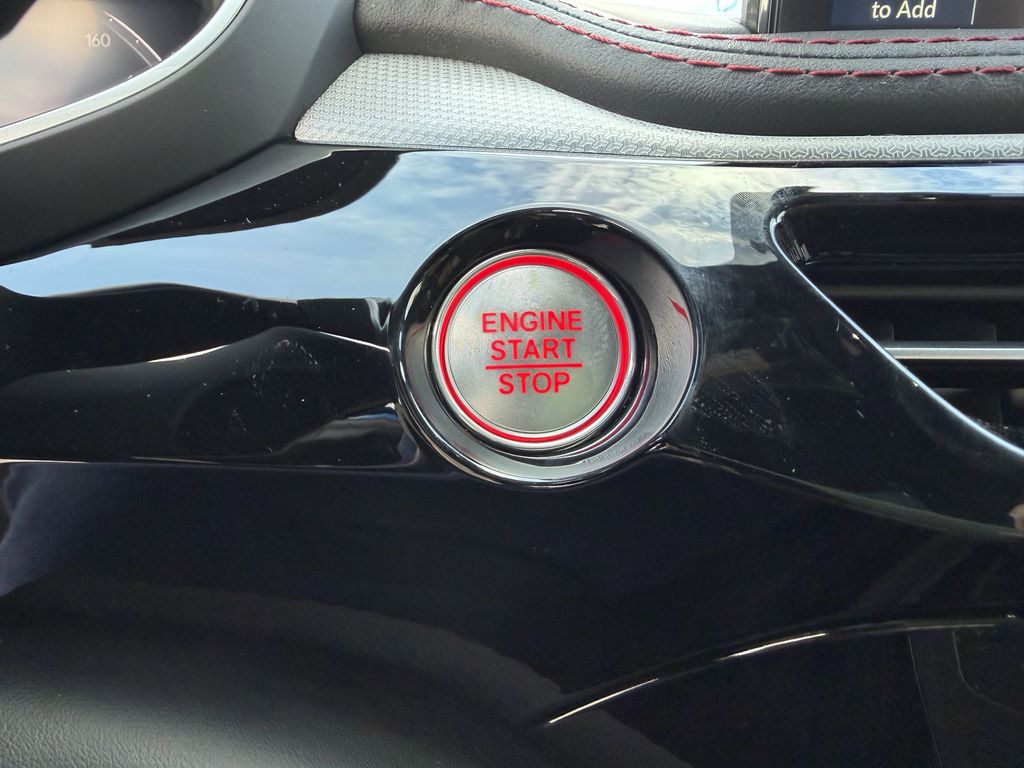 160
to Add
ENGINE
START
STOP